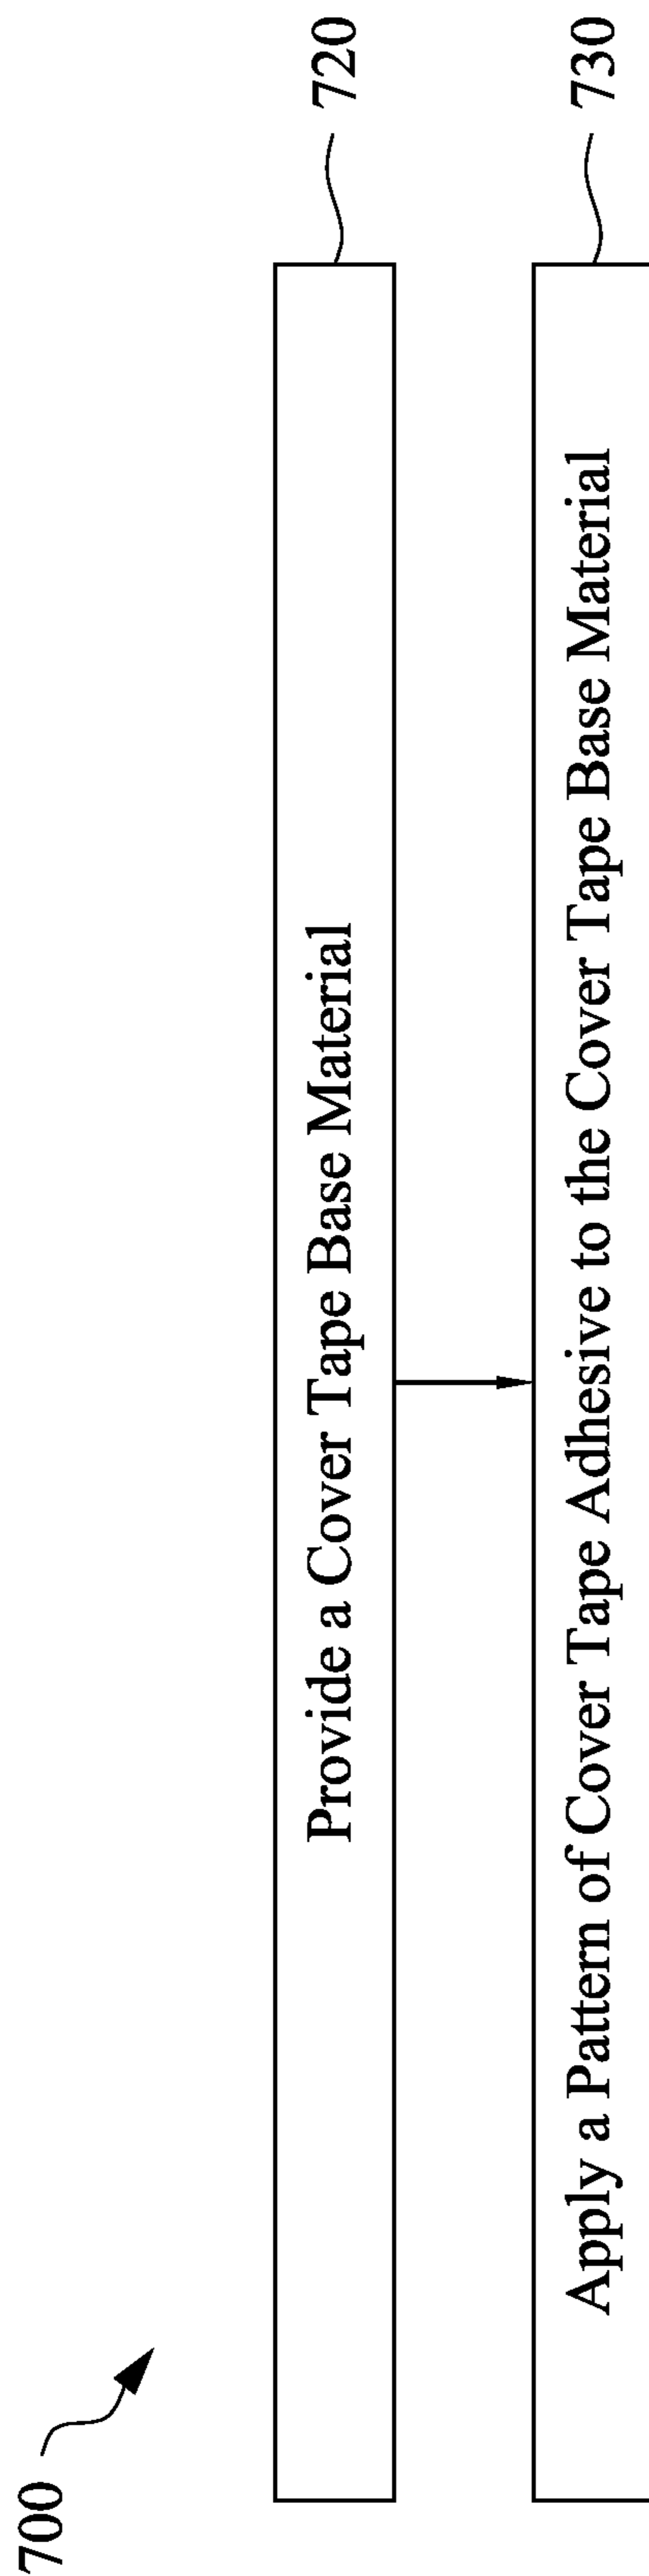 700
Provide a Cover Tape Base Material
720
Apply a Pattern of Cover Tape Adhesive to the Cover Tape Base Material
730